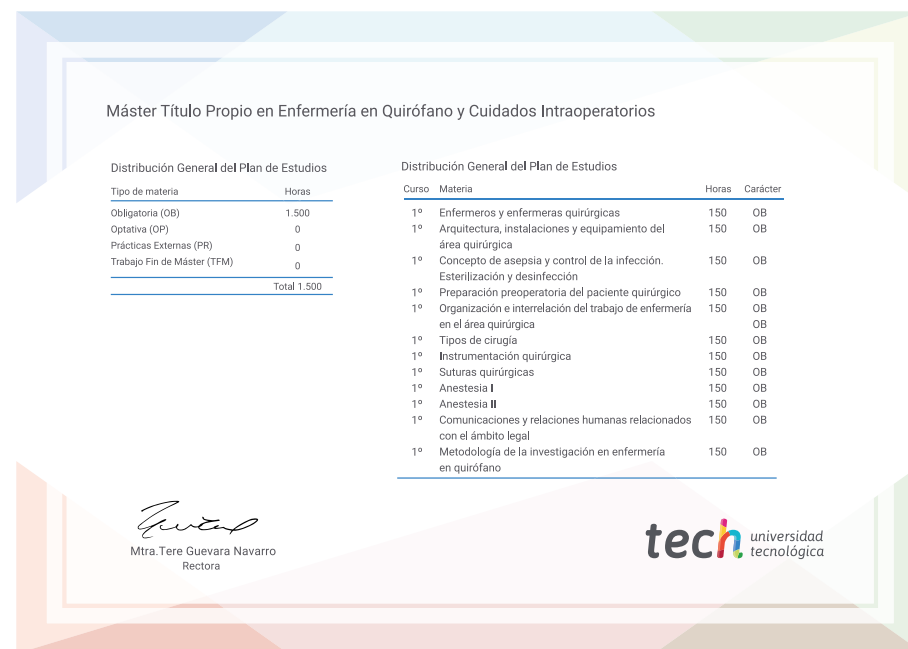 Máster Título Propio en Enfermería en Quirófano y Cuidados Intraoperatorios
Distribución General del Plan de Estudios
Tipo de materia Horas
Obligatoria (OB) 1.500
Optativa (OP) 0
Prácticas Externas (PR) 0
Trabajo Fin de Máster (TFM) 0
Total 1.500
Distribución General del Plan de Estudios
Curso Materia Horas Carácter
1º Enfermeros y enfermeras quirúrgicas 150 OB
1º Arquitectura, instalaciones y equipamiento del 150 OB
área quirúrgica
1º Concepto de asepsia y control de la infección. 150 OB
Esterilización y desinfección
1º Preparación preoperatoria del paciente quirúrgico 150 OB
1º Organización e interrelación del trabajo de enfermería 150 OB
en el área quirúrgica OB
1º Tipos de cirugía 150 OB
1º Instrumentación quirúrgica 150 OB
1º Suturas quirúrgicas 150 OB
1º Anestesia I 150 OB
1º Anestesia II 150 OB
1º Comunicaciones y relaciones humanas relacionados 150 OB
con el ámbito legal
1º Metodología de la investigación en enfermería 150 OB
en quirófano
Mtra.Tere Guevara Navarro
Rectora
tech universidad
tecnológica